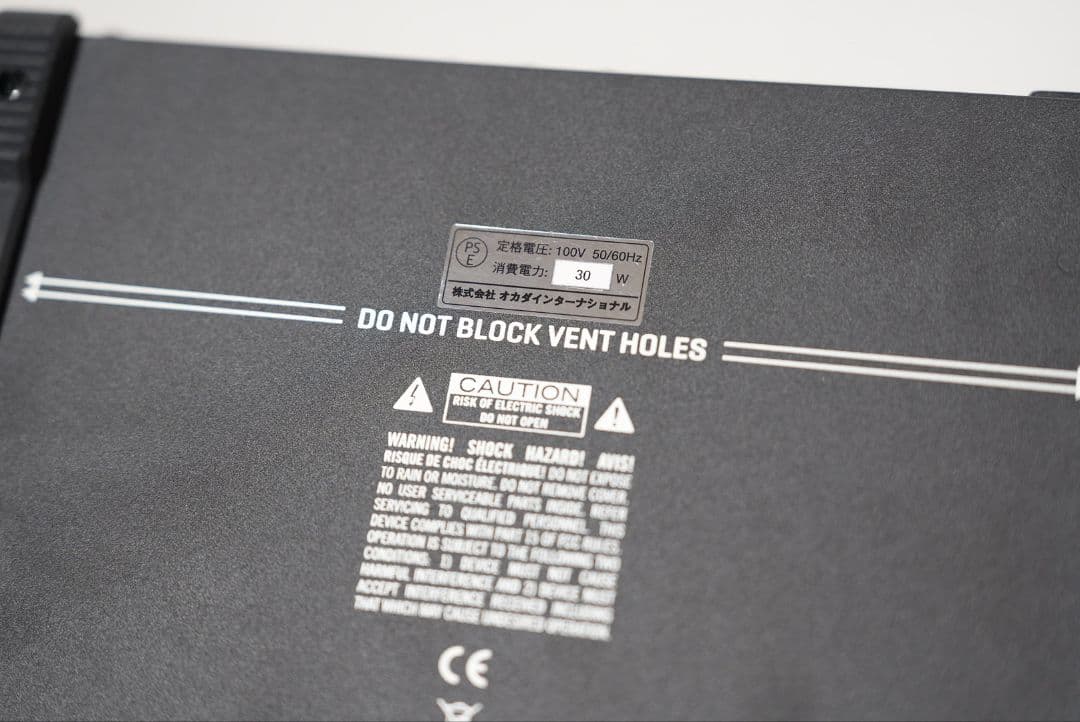 PS
E
定格電圧: 100V 50/60Hz
消費電力: 30 W
株式会社 オカダインターナショナル
DO NOT BLOCK VENT HOLES
CAUTION
RISK OF ELECTRIC SHOCK
DO NOT OPEN
WARNING! SHOCK HAZARD! AVIS!
RISQUE DE CHOC ÉLECTRIQUE! DO NOT EXPOSE
TO RAIN OR MOISTURE. DO NOT REMOVE COVER.
NO USER SERVICEABLE PARTS INSIDE. REFER
SERVICING TO QUALIFIED PERSONNEL. THIS
DEVICE COMPLIES WITH PART 15 OF FCC RULES.
OPERATION IS SUBJECT TO THE FOLLOWING TWO
CONDITIONS. 1) DEVICE MUST NOT CAUSE
HARMFUL INTERFERENCE AND 2) DEVICE MUST
ACCEPT INTERFERENCE RECEIVED INCLUDING
THAT WHICH MAY CAUSE UNDESIRED OPERATION.
CE